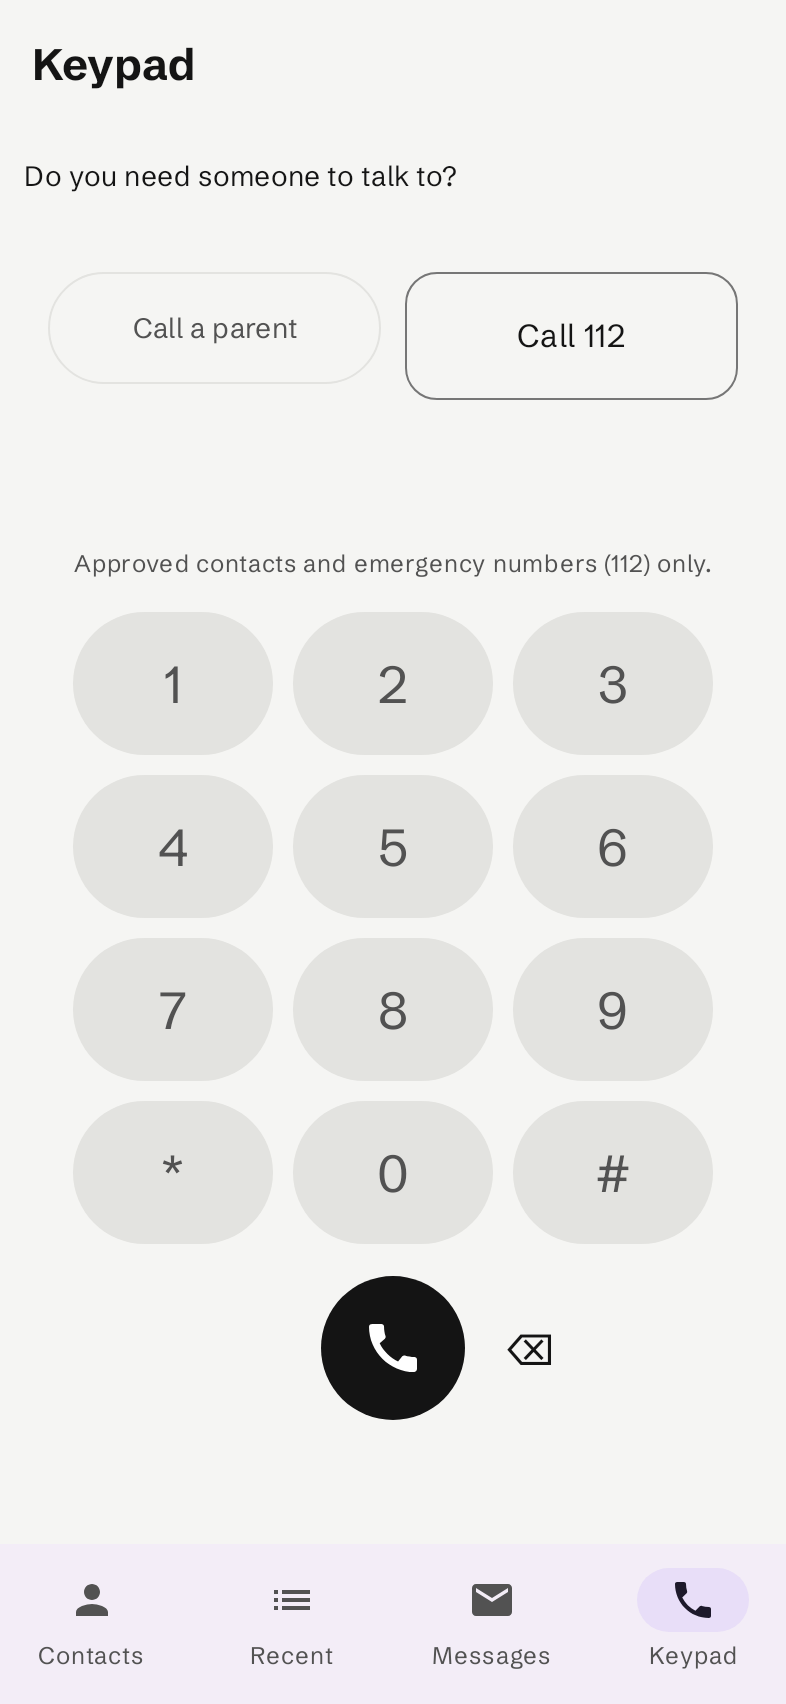 Keypad
Do you need someone to talk to?
Call a parent
Call 112
Approved contacts and emergency numbers (112) only.
1 2 3
4 5 6
7 8 9
* 0 #
Contacts Recent Messages Keypad